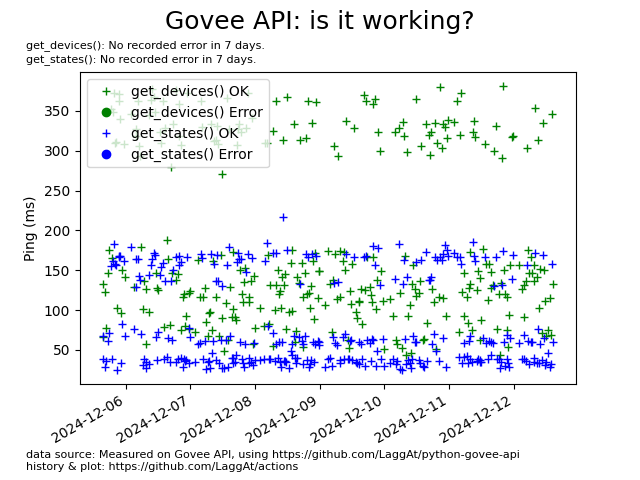 Govee API: is it working?
get_devices(): No recorded error in 7 days.
get_states(): No recorded error in 7 days.
get_devices() OK
get_devices() Error
get_states() OK
get_states() Error
Ping (ms)
350
300
250
200
150
100
50
2024-12-06
2024-12-07
2024-12-08
2024-12-09
2024-12-10
2024-12-11
2024-12-12
data source: Measured on Govee API, using https://github.com/LaggAt/python-govee-api
history & plot: https://github.com/LaggAt/actions